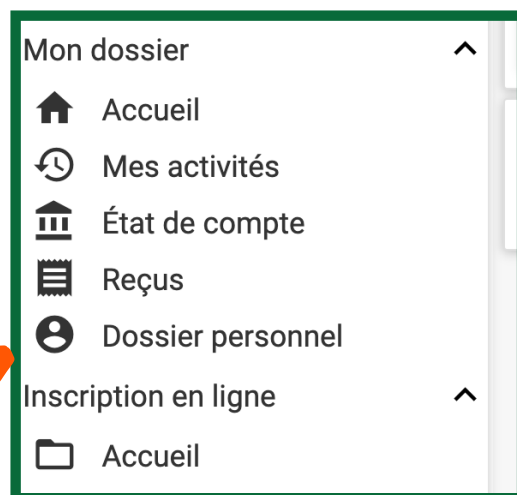 Mon dossier
Accueil
Mes activités
État de compte
Reçus
Dossier personnel
Inscription en ligne
Accueil